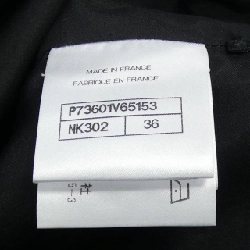 MADE IN FRANCE
FABRIQUE EN FRANCE
P73601V65153
NK302 36